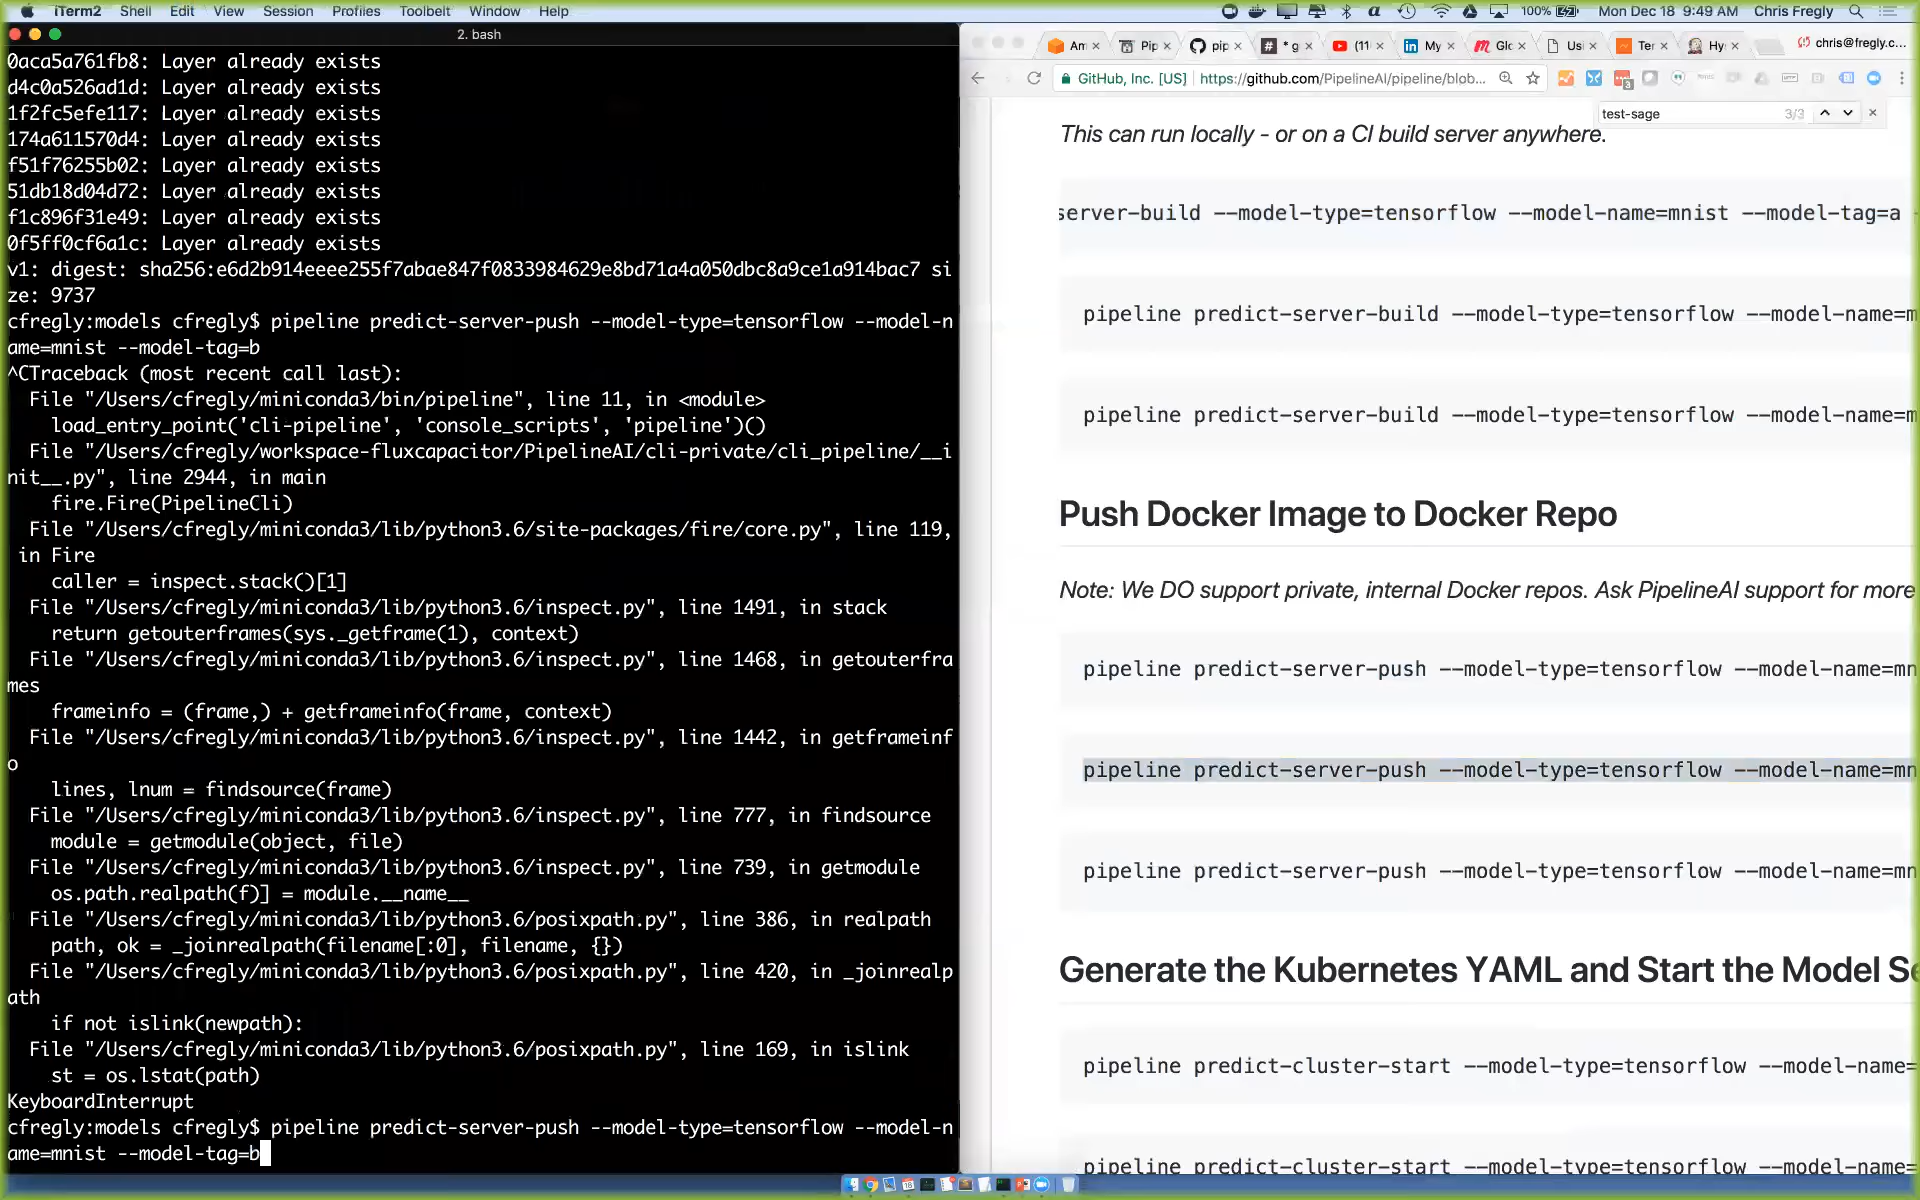 iTerm2 Shell Edit View Session Profiles Toolbelt Window Help
100% Mon Dec 18 9:49 AM Chris Fregly
2. bash
0aca5a761fb8: Layer already exists
d4c0a526ad1d: Layer already exists
1f2fc5efe117: Layer already exists
174a611570d4: Layer already exists
f51f76255b02: Layer already exists
51db18d04d72: Layer already exists
f1c896f31e49: Layer already exists
0f5ff0cf6a1c: Layer already exists
v1: digest: sha256:e6d2b914eeee255f7abae847f0833984629e8bd71a4a050dbc8a9ce1a914bac7 si
ze: 9737
cfregly:models cfregly$ pipeline predict-server-push --model-type=tensorflow --model-n
ame=mnist --model-tag=b
^CTraceback (most recent call last):
File "/Users/cfregly/miniconda3/bin/pipeline", line 11, in <module>
load_entry_point('cli-pipeline', 'console_scripts', 'pipeline')()
File "/Users/cfregly/workspace-fluxcapacitor/PipelineAI/cli-private/cli_pipeline/__i
nit__.py", line 2944, in main
fire.Fire(PipelineCli)
File "/Users/cfregly/miniconda3/lib/python3.6/site-packages/fire/core.py", line 119,
in Fire
caller = inspect.stack()[1]
File "/Users/cfregly/miniconda3/lib/python3.6/inspect.py", line 1491, in stack
return getouterframes(sys._getframe(1), context)
File "/Users/cfregly/miniconda3/lib/python3.6/inspect.py", line 1468, in getouterfra
mes
frameinfo = (frame,) + getframeinfo(frame, context)
File "/Users/cfregly/miniconda3/lib/python3.6/inspect.py", line 1442, in getframeinf
o
lines, lnum = findsource(frame)
File "/Users/cfregly/miniconda3/lib/python3.6/inspect.py", line 777, in findsource
module = getmodule(object, file)
File "/Users/cfregly/miniconda3/lib/python3.6/inspect.py", line 739, in getmodule
os.path.realpath(f)] = module.__name__
File "/Users/cfregly/miniconda3/lib/python3.6/posixpath.py", line 386, in realpath
path, ok = _joinrealpath(filename[:0], filename, {})
File "/Users/cfregly/miniconda3/lib/python3.6/posixpath.py", line 420, in _joinrealp
ath
if not islink(newpath):
File "/Users/cfregly/miniconda3/lib/python3.6/posixpath.py", line 169, in islink
st = os.lstat(path)
KeyboardInterrupt
cfregly:models cfregly$ pipeline predict-server-push --model-type=tensorflow --model-n
ame=mnist --model-tag=b
Am Pip pip * g (11 My Glo Usi Ter Hy chris@fregly.c...
GitHub, Inc. [US] https://github.com/PipelineAI/pipeline/blob...
test-sage 3/3
This can run locally - or on a CI build server anywhere.
server-build --model-type=tensorflow --model-name=mnist --model-tag=a
pipeline predict-server-build --model-type=tensorflow --model-name=m
pipeline predict-server-build --model-type=tensorflow --model-name=m
Push Docker Image to Docker Repo
Note: We DO support private, internal Docker repos. Ask PipelineAI support for more
pipeline predict-server-push --model-type=tensorflow --model-name=mn
pipeline predict-server-push --model-type=tensorflow --model-name=mn
pipeline predict-server-push --model-type=tensorflow --model-name=mn
Generate the Kubernetes YAML and Start the Model Se
pipeline predict-cluster-start --model-type=tensorflow --model-name=
pipeline predict-cluster-start --model-type=tensorflow --model-name=